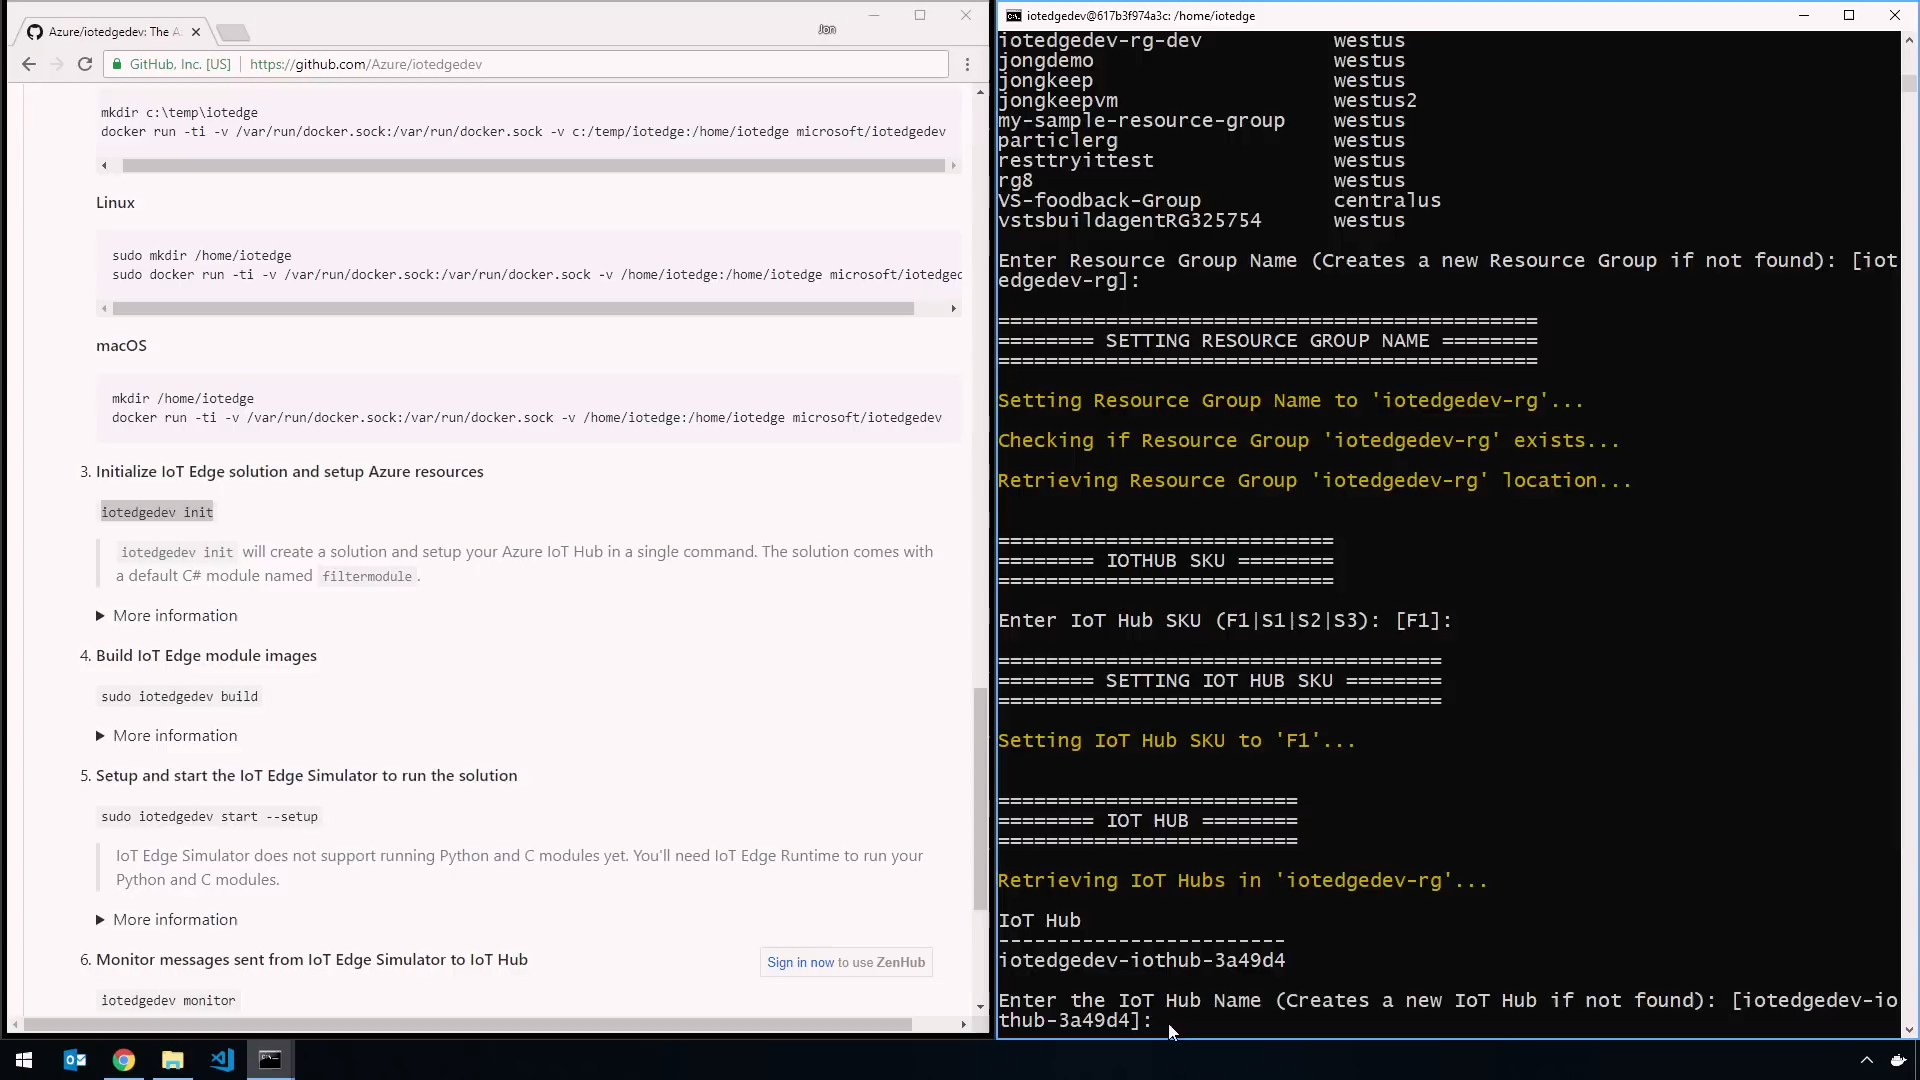 Azure/iotedgedev: The A
Jon
GitHub, Inc. [US]
https://github.com/Azure/iotedgedev
mkdir c:\temp\iotedge
docker run -ti -v /var/run/docker.sock:/var/run/docker.sock -v c:/temp/iotedge:/home/iotedge microsoft/iotedgedev
Linux
sudo mkdir /home/iotedge
sudo docker run -ti -v /var/run/docker.sock:/var/run/docker.sock -v /home/iotedge:/home/iotedge microsoft/iotedgec
macOS
mkdir /home/iotedge
docker run -ti -v /var/run/docker.sock:/var/run/docker.sock -v /home/iotedge:/home/iotedge microsoft/iotedgedev
3. Initialize IoT Edge solution and setup Azure resources
iotedgedev init
iotedgedev init will create a solution and setup your Azure IoT Hub in a single command. The solution comes with
a default C# module named filtermodule.
More information
4. Build IoT Edge module images
sudo iotedgedev build
More information
5. Setup and start the IoT Edge Simulator to run the solution
sudo iotedgedev start --setup
IoT Edge Simulator does not support running Python and C modules yet. You'll need IoT Edge Runtime to run your
Python and C modules.
More information
6. Monitor messages sent from IoT Edge Simulator to IoT Hub
Sign in now to use ZenHub
iotedgedev monitor
iotedgedev@617b3f974a3c: /home/iotedge
iotedgedev-rg-dev westus
jongdemo westus
jongkeep westus
jongkeepvm westus2
my-sample-resource-group westus
particlerg westus
resttryittest westus
rg8 westus
VS-foodback-Group centralus
vstsbuildagentRG325754 westus
Enter Resource Group Name (Creates a new Resource Group if not found): [iot
edgedev-rg]:
=============================================
======== SETTING RESOURCE GROUP NAME ========
=============================================
Setting Resource Group Name to 'iotedgedev-rg'...
Checking if Resource Group 'iotedgedev-rg' exists...
Retrieving Resource Group 'iotedgedev-rg' location...
============================
======== IOTHUB SKU ========
============================
Enter IoT Hub SKU (F1|S1|S2|S3): [F1]:
=====================================
======== SETTING IOT HUB SKU ========
=====================================
Setting IoT Hub SKU to 'F1'...
=========================
======== IOT HUB ========
=========================
Retrieving IoT Hubs in 'iotedgedev-rg'...
IoT Hub
------------------------
iotedgedev-iothub-3a49d4
Enter the IoT Hub Name (Creates a new IoT Hub if not found): [iotedgedev-io
thub-3a49d4]: